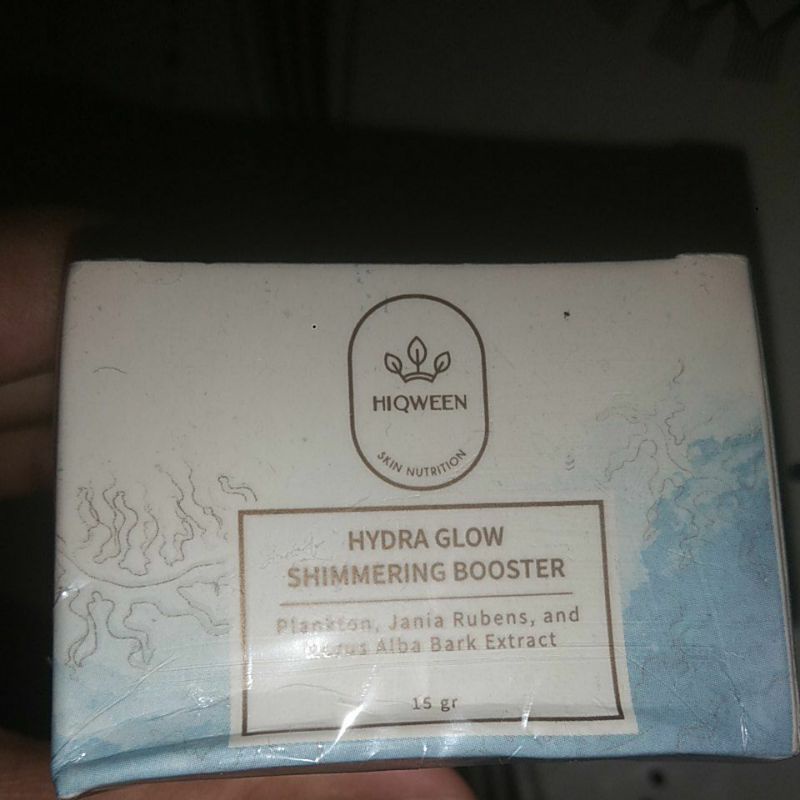 HIQWEEN
SKIN NUTRITION
HYDRA GLOW
SHIMMERING BOOSTER
Plankton, Jania Rubens, and
Alba Bark Extract
15 gr